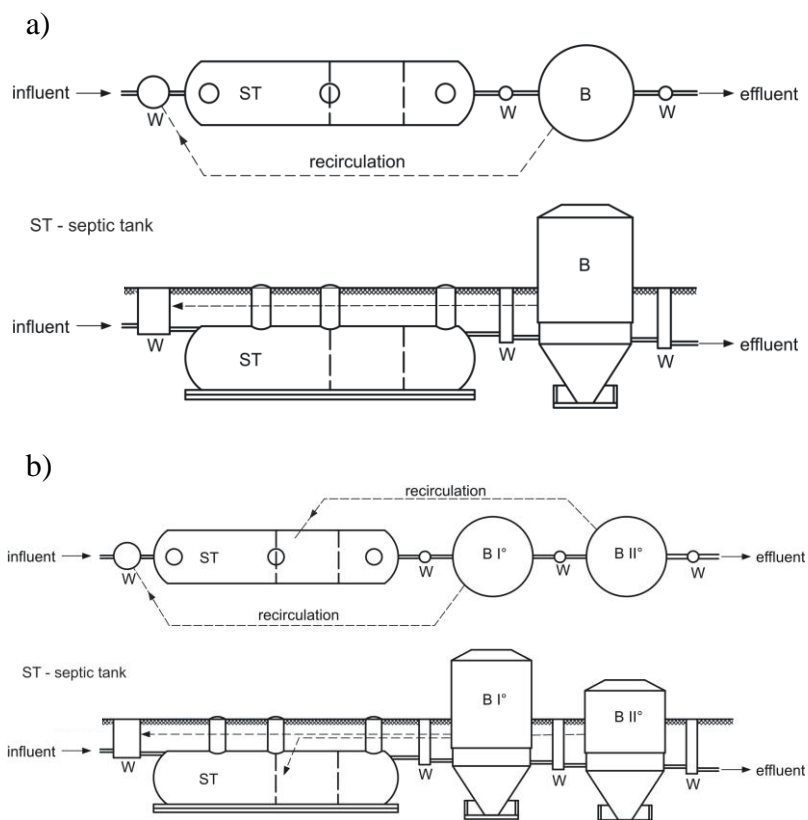 a)
influent ST B effluent
W W W
recirculation
ST - septic tank
B
influent W ST W W effluent
b)
recirculation
influent ST B I° B II° effluent
W W W W
recirculation
ST - septic tank
B I° B II°
influent W ST W W W effluent